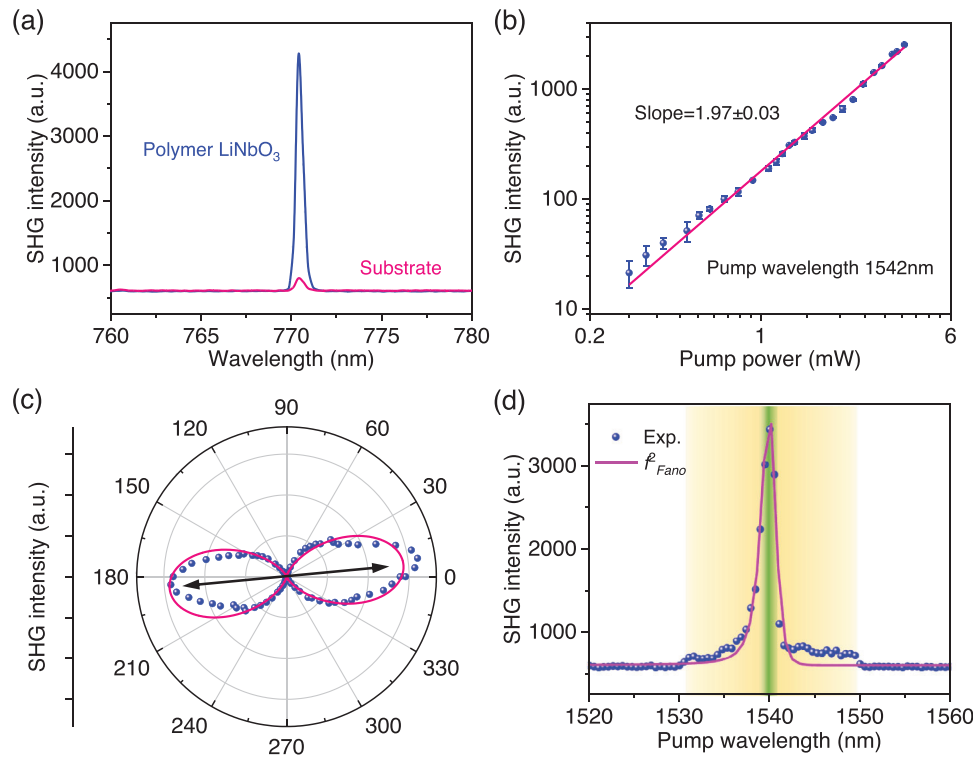 (a)
SHG intensity (a.u.)
4000
3000
2000
1000
Polymer LiNbO3
Substrate
760
765
770
775
780
Wavelength (nm)
(b)
SHG intensity (a.u.)
1000
100
10
Slope=1.97±0.03
Pump wavelength 1542nm
0.2
1
6
Pump power (mW)
(c)
SHG intensity (a.u.)
90
120
60
150
30
180
0
210
330
240
300
270
(d)
SHG intensity (a.u.)
3000
2000
1000
Exp.
f²Fano
1520
1530
1540
1550
1560
Pump wavelength (nm)